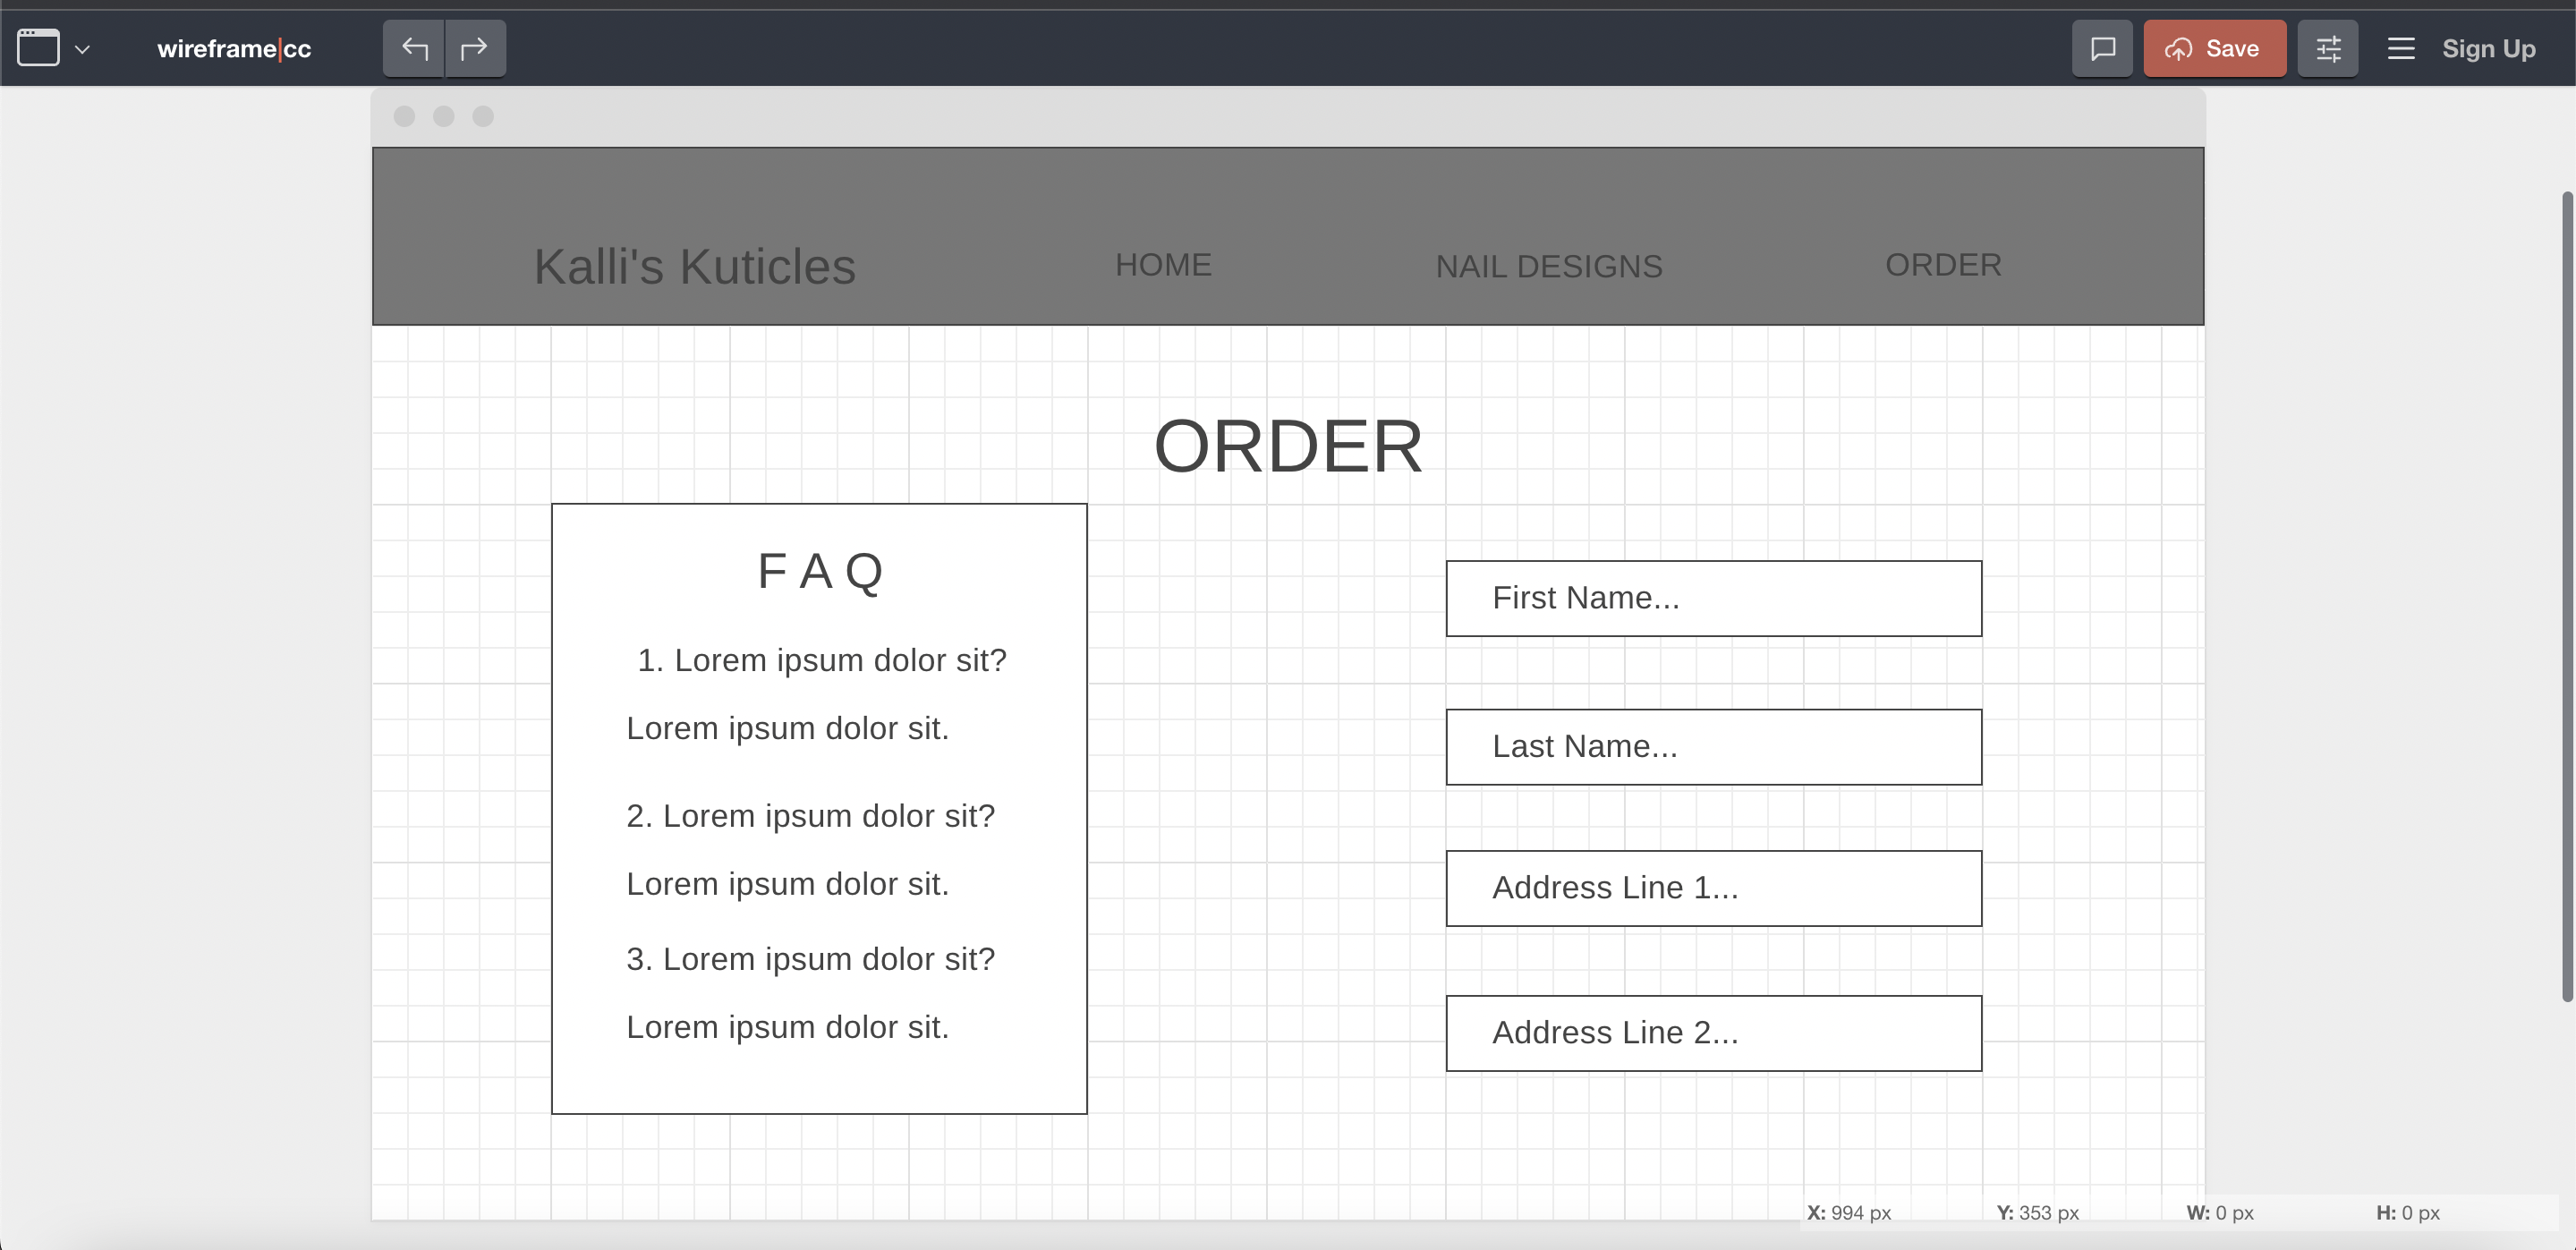 wireframe|cc
Save
Sign Up
Kalli's Kuticles HOME NAIL DESIGNS ORDER
ORDER
F A Q
1. Lorem ipsum dolor sit?
Lorem ipsum dolor sit.
2. Lorem ipsum dolor sit?
Lorem ipsum dolor sit.
3. Lorem ipsum dolor sit?
Lorem ipsum dolor sit.
First Name...
Last Name...
Address Line 1...
Address Line 2...
X: 994 px Y: 353 px W: 0 px H: 0 px